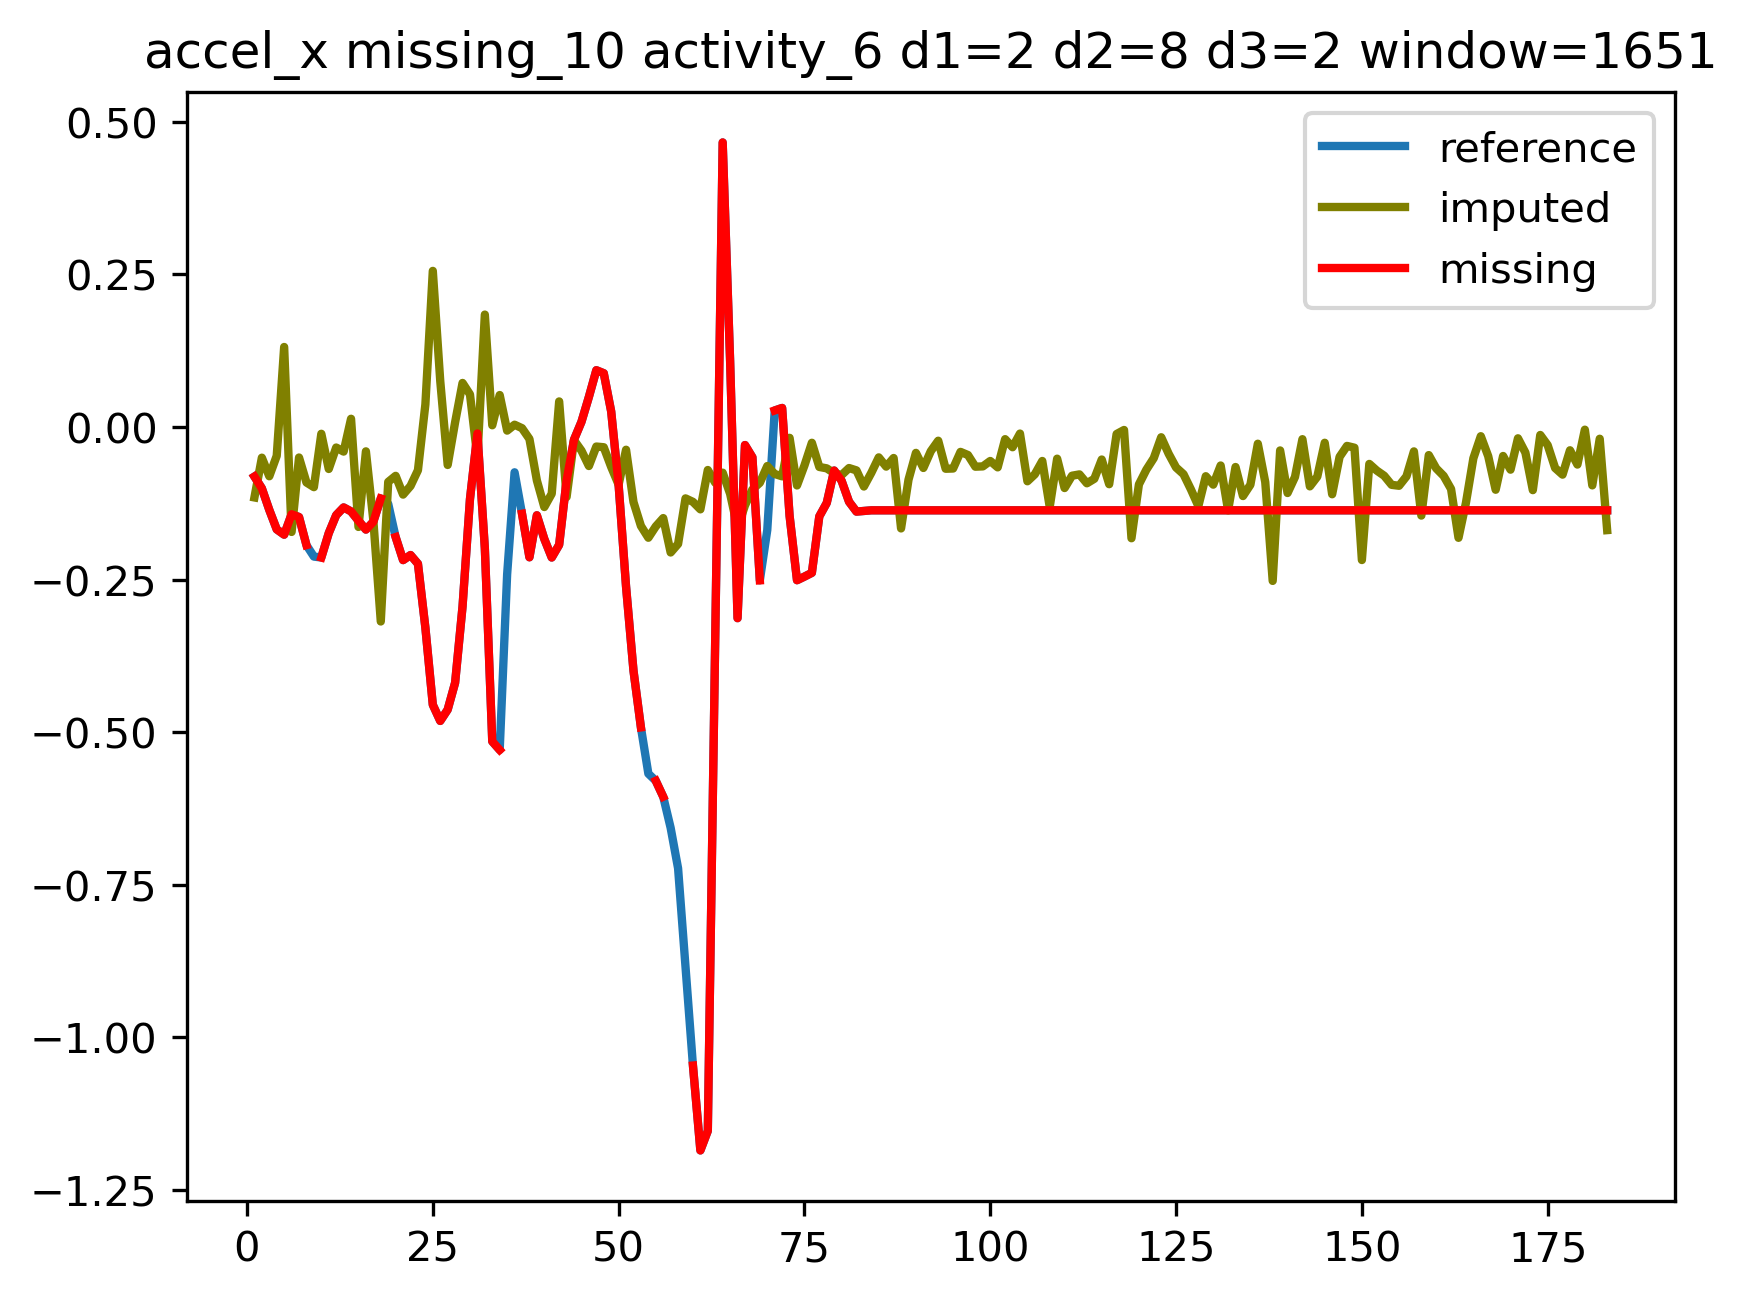 accel_x missing_10 activity_6 d1=2 d2=8 d3=2 window=1651
0.50
0.25
0.00
−0.25
−0.50
−0.75
−1.00
−1.25
reference
imputed
missing
0 25 50 75 100 125 150 175